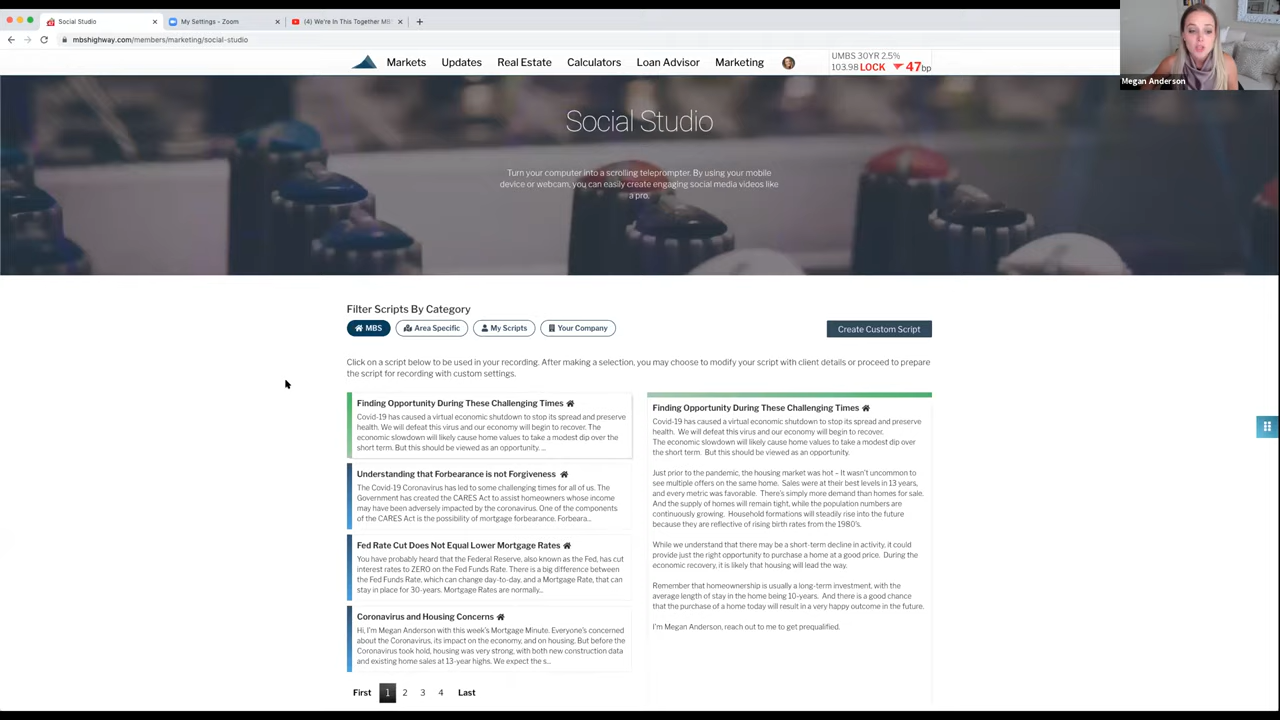 Social Studio
My Settings - Zoom
(4) We're In This Together MB
mbshighway.com/members/marketing/social-studio
Markets Updates Real Estate Calculators Loan Advisor Marketing
UMBS 30YR 2.5%
103.98 LOCK 47bp
Megan Anderson
Social Studio
Turn your computer into a scrolling teleprompter. By using your mobile
device or webcam, you can easily create engaging social media videos like
a pro.
Filter Scripts By Category
MBS Area Specific My Scripts Your Company
Create Custom Script
Click on a script below to be used in your recording. After making a selection, you may choose to modify your script with client details or proceed to prepare
the script for recording with custom settings.
Finding Opportunity During These Challenging Times
Covid-19 has caused a virtual economic shutdown to stop its spread and preserve
health. We will defeat this virus and our economy will begin to recover. The
economic slowdown will likely cause home values to take a modest dip over the
short term. But this should be viewed as an opportunity. ...
Understanding that Forbearance is not Forgiveness
The Covid-19 Coronavirus has led to some challenging times for all of us. The
Government has created the CARES Act to assist homeowners whose income
may have been adversely impacted by the coronavirus. One of the components
of the CARES Act is the possibility of mortgage forbearance. Forbeara...
Fed Rate Cut Does Not Equal Lower Mortgage Rates
You have probably heard that the Federal Reserve, also known as the Fed, has cut
interest rates to ZERO on the Fed Funds Rate. There is a big difference between
the Fed Funds Rate, which can change day-to-day, and a Mortgage Rate, that can
stay in place for 30-years. Mortgage Rates are normally...
Coronavirus and Housing Concerns
Hi, I'm Megan Anderson with this week's Mortgage Minute. Everyone's concerned
about the Coronavirus, its impact on the economy, and on housing. But before the
Coronavirus took hold, housing was very strong, with both new construction data
and existing home sales at 13-year highs. We expect the s...
First 1 2 3 4 Last
Finding Opportunity During These Challenging Times
Covid-19 has caused a virtual economic shutdown to stop its spread and preserve
health. We will defeat this virus and our economy will begin to recover.
The economic slowdown will likely cause home values to take a modest dip over
the short term. But this should be viewed as an opportunity.
Just prior to the pandemic, the housing market was hot – It wasn't uncommon to
see multiple offers on the same home. Sales were at their best levels in 13 years,
and every metric was favorable. There's simply more demand than homes for sale.
And the supply of homes will remain tight, while the population numbers are
continuously growing. Household formations will steadily rise into the future
because they are reflective of rising birth rates from the 1980's.
While we understand that there may be a short-term decline in activity, it could
provide just the right opportunity to purchase a home at a good price. During the
economic recovery, it is likely that housing will lead the way.
Remember that homeownership is usually a long-term investment, with the
average length of stay in the home being 10-years. And there is a good chance
that the purchase of a home today will result in a very happy outcome in the future.
I'm Megan Anderson, reach out to me to get prequalified.